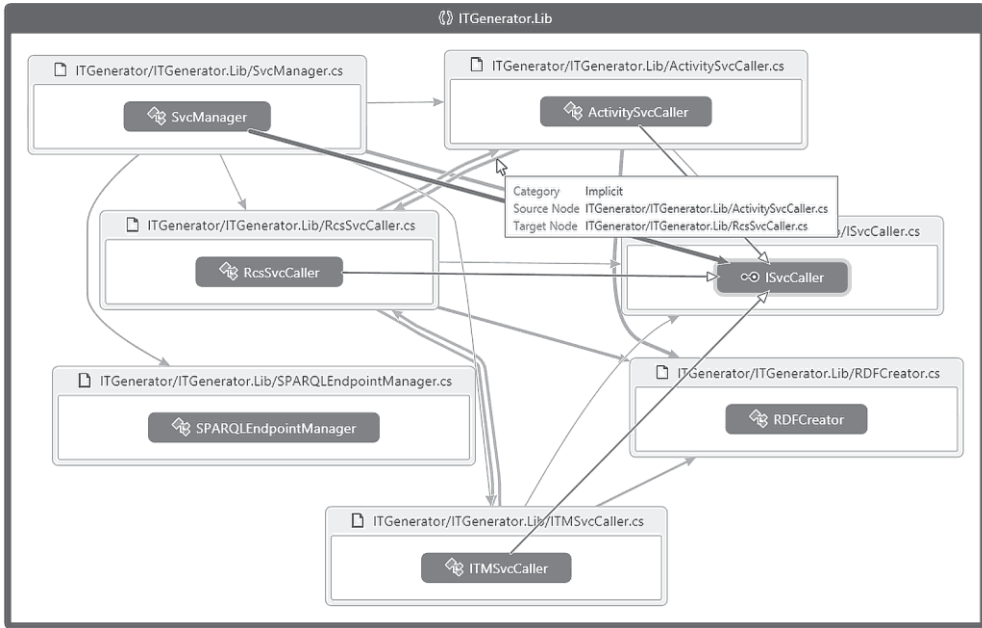 ITGenerator.Lib
ITGenerator/ITGenerator.Lib/SvcManager.cs
SvcManager
ITGenerator/ITGenerator.Lib/ActivitySvcCaller.cs
ActivitySvcCaller
Category Implicit
Source Node ITGenerator/ITGenerator.Lib/ActivitySvcCaller.cs
Target Node ITGenerator/ITGenerator.Lib/RcsSvcCaller.cs
ITGenerator/ITGenerator.Lib/RcsSvcCaller.cs
RcsSvcCaller
/ISvcCaller.cs
ISvcCaller
ITGenerator/ITGenerator.Lib/SPARQLEndpointManager.cs
SPARQLEndpointManager
ITGenerator/ITGenerator.Lib/RDFCreator.cs
RDFCreator
ITGenerator/ITGenerator.Lib/ITMSvcCaller.cs
ITMSvcCaller